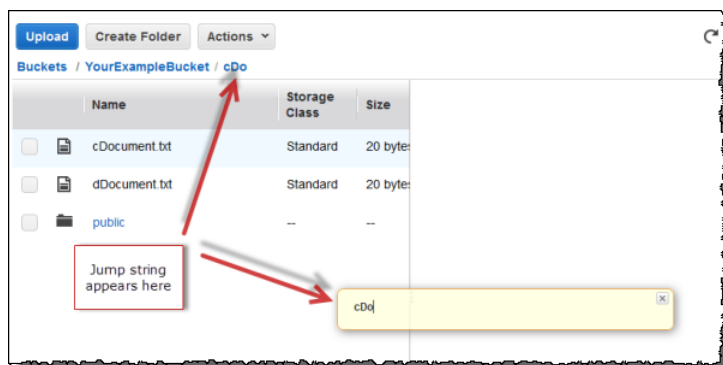 Upload Create Folder Actions
Buckets / YourExampleBucket / cDo
Name Storage Class Size
cDocument.txt Standard 20 bytes
dDocument.txt Standard 20 bytes
public -- --
Jump string
appears here
cDo